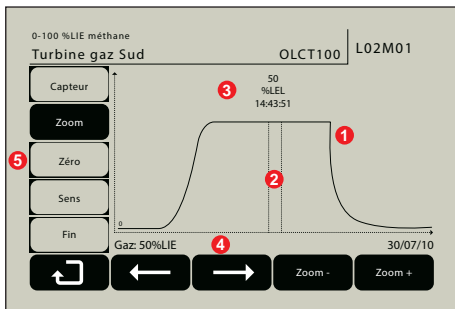 0-100 %LIE méthane
Turbine gaz Sud
OLCT100
L02M01
Capteur
Zoom
Zéro
Sens
Fin
50
%LEL
14:43:51
3
1
5
2
4
0
Gaz: 50%LIE
30/07/10
Zoom -
Zoom +